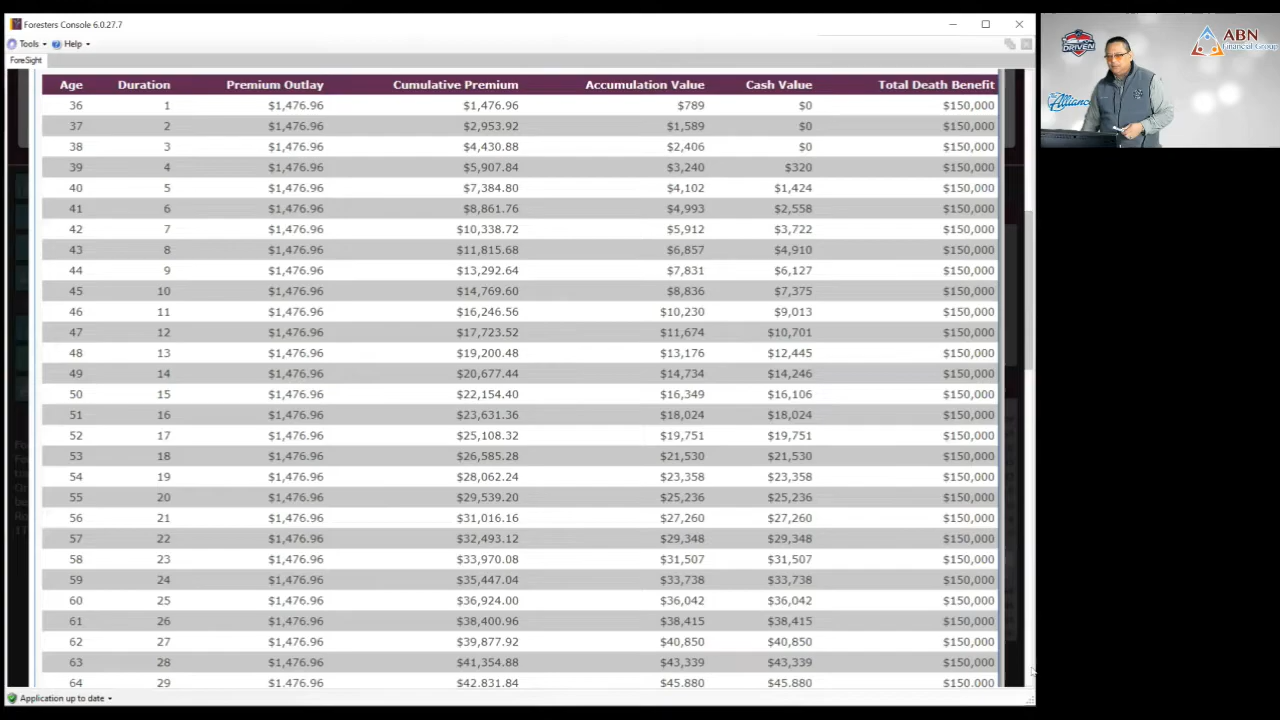 Foresters Console 6.0.27.7
Tools Help
ForeSight
Age Duration Premium Outlay Cumulative Premium Accumulation Value Cash Value Total Death Benefit
36 1 $1,476.96 $1,476.96 $789 $0 $150,000
37 2 $1,476.96 $2,953.92 $1,589 $0 $150,000
38 3 $1,476.96 $4,430.88 $2,406 $0 $150,000
39 4 $1,476.96 $5,907.84 $3,240 $320 $150,000
40 5 $1,476.96 $7,384.80 $4,102 $1,424 $150,000
41 6 $1,476.96 $8,861.76 $4,993 $2,558 $150,000
42 7 $1,476.96 $10,338.72 $5,912 $3,722 $150,000
43 8 $1,476.96 $11,815.68 $6,857 $4,910 $150,000
44 9 $1,476.96 $13,292.64 $7,831 $6,127 $150,000
45 10 $1,476.96 $14,769.60 $8,836 $7,375 $150,000
46 11 $1,476.96 $16,246.56 $10,230 $9,013 $150,000
47 12 $1,476.96 $17,723.52 $11,674 $10,701 $150,000
48 13 $1,476.96 $19,200.48 $13,176 $12,445 $150,000
49 14 $1,476.96 $20,677.44 $14,734 $14,246 $150,000
50 15 $1,476.96 $22,154.40 $16,349 $16,106 $150,000
51 16 $1,476.96 $23,631.36 $18,024 $18,024 $150,000
52 17 $1,476.96 $25,108.32 $19,751 $19,751 $150,000
53 18 $1,476.96 $26,585.28 $21,530 $21,530 $150,000
54 19 $1,476.96 $28,062.24 $23,358 $23,358 $150,000
55 20 $1,476.96 $29,539.20 $25,236 $25,236 $150,000
56 21 $1,476.96 $31,016.16 $27,260 $27,260 $150,000
57 22 $1,476.96 $32,493.12 $29,348 $29,348 $150,000
58 23 $1,476.96 $33,970.08 $31,507 $31,507 $150,000
59 24 $1,476.96 $35,447.04 $33,738 $33,738 $150,000
60 25 $1,476.96 $36,924.00 $36,042 $36,042 $150,000
61 26 $1,476.96 $38,400.96 $38,415 $38,415 $150,000
62 27 $1,476.96 $39,877.92 $40,850 $40,850 $150,000
63 28 $1,476.96 $41,354.88 $43,339 $43,339 $150,000
64 29 $1,476.96 $42,831.84 $45,880 $45,880 $150,000
Application up to date
DRIVEN
Alliance
ABN
Financial Group